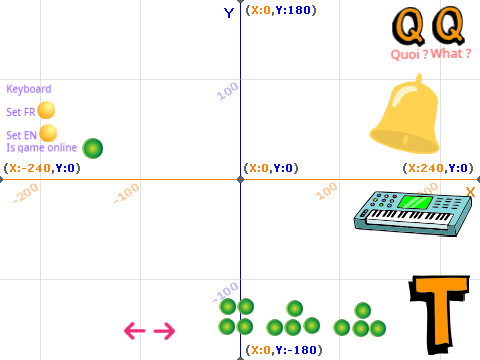 Y (X:0,Y:180)
Q Q
Quoi ? What ?
100
Keyboard
Set FR
Set EN
Is game online
(X:-240,Y:0) (X:0,Y:0) (X:240,Y:0)
-200 -100 100 200 X
-100
T
(X:0,Y:-180)